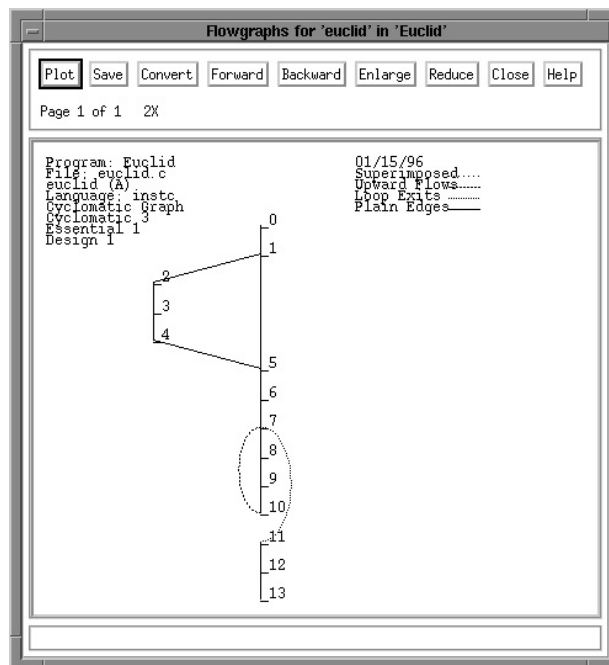 Flowgraphs for 'euclid' in 'Euclid'
Plot Save Convert Forward Backward Enlarge Reduce Close Help
Page 1 of 1 2X
Program: Euclid
File: euclid.c
euclid (A)
Language: instc
Cyclomatic Graph
Cyclomatic 3
Essential 1
Design 1
01/15/96
Superimposed
Upward Flows
Loop Exits
Plain Edges
0
1
2
3
4
5
6
7
8
9
10
11
12
13